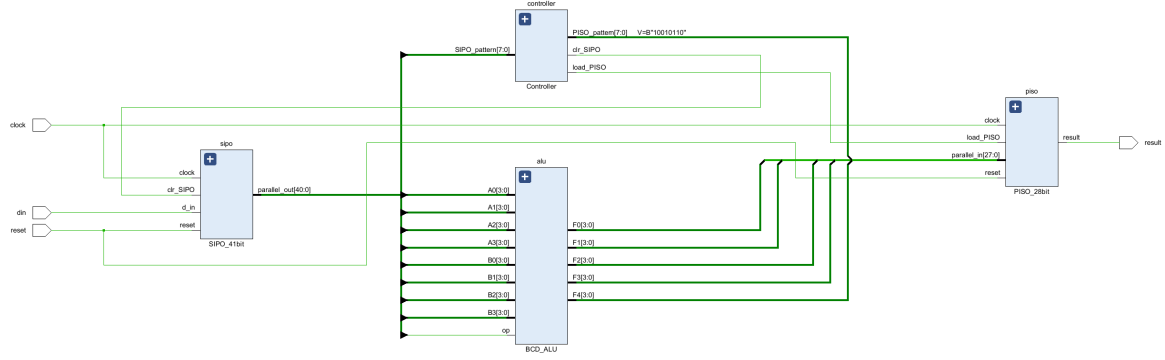 controller
SIPO_pattern[7:0]
PISO_pattern[7:0] V=B"10010110"
clr_SIPO
load_PISO
Controller
clock
din
reset
sipo
clock
clr_SIPO
d_in
reset
parallel_out[40:0]
SIPO_41bit
alu
A0[3:0]
A1[3:0]
A2[3:0]
A3[3:0]
B0[3:0]
B1[3:0]
B2[3:0]
B3[3:0]
op
F0[3:0]
F1[3:0]
F2[3:0]
F3[3:0]
F4[3:0]
BCD_ALU
piso
clock
load_PISO
parallel_in[27:0]
reset
result
PISO_28bit
result